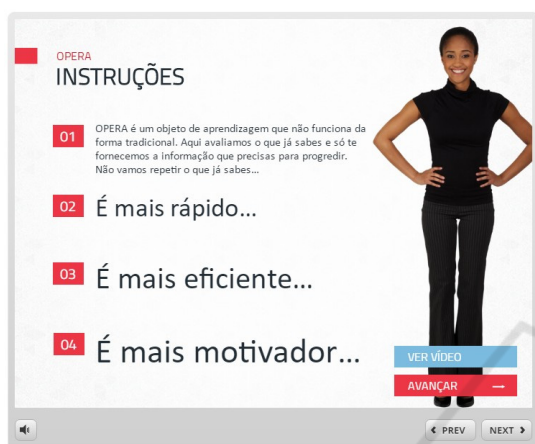 OPERA
INSTRUÇÕES
01
OPERA é um objeto de aprendizagem que não funciona da
forma tradicional. Aqui avaliamos o que já sabes e só te
fornecemos a informação que precisas para progredir.
Não vamos repetir o que já sabes...
02
É mais rápido...
03
É mais eficiente...
04
É mais motivador...
VER VÍDEO
AVANÇAR
PREV
NEXT